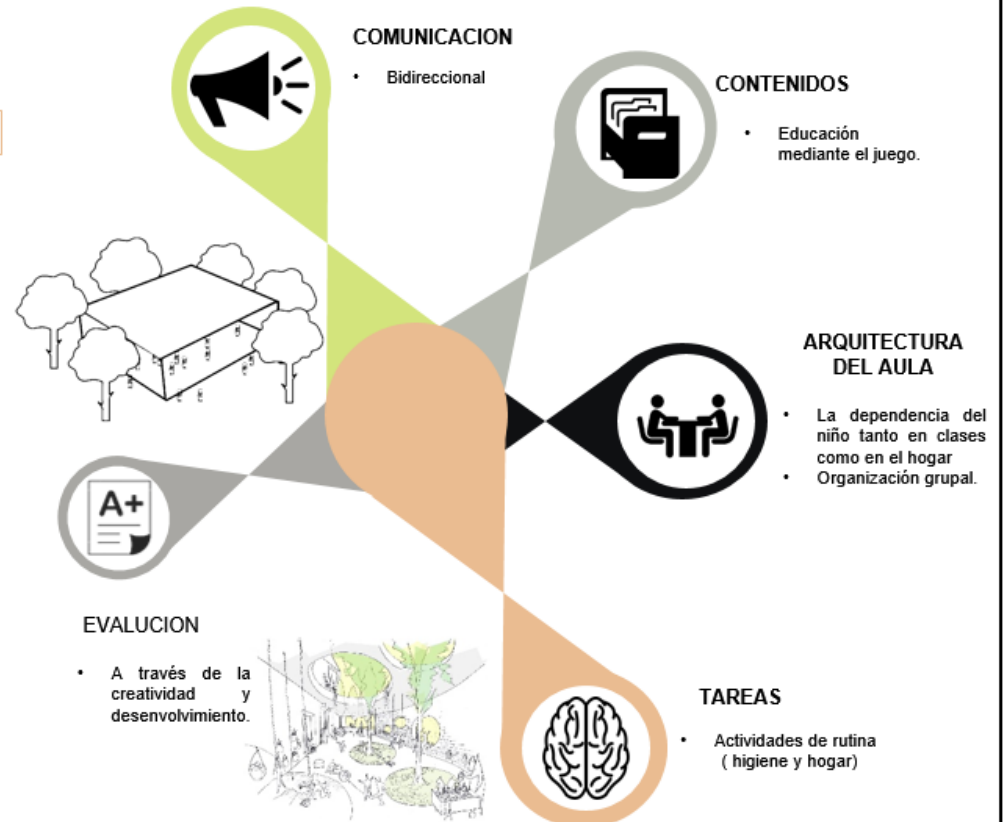 COMUNICACION
• Bidireccional
CONTENIDOS
• Educación
mediante el juego.
ARQUITECTURA
DEL AULA
• La dependencia del
niño tanto en clases
como en el hogar
• Organización grupal.
A+
EVALUCION
• A través de la
creatividad y
desenvolvimiento.
TAREAS
• Actividades de rutina
( higiene y hogar)